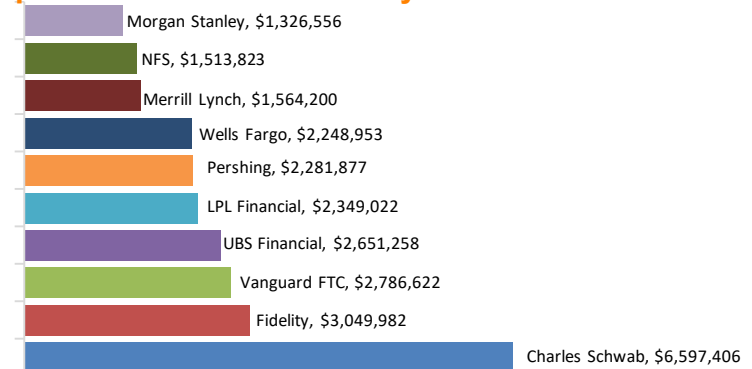 Morgan Stanley, $1,326,556
NFS, $1,513,823
Merrill Lynch, $1,564,200
Wells Fargo, $2,248,953
Pershing, $2,281,877
LPL Financial, $2,349,022
UBS Financial, $2,651,258
Vanguard FTC, $2,786,622
Fidelity, $3,049,982
Charles Schwab, $6,597,406